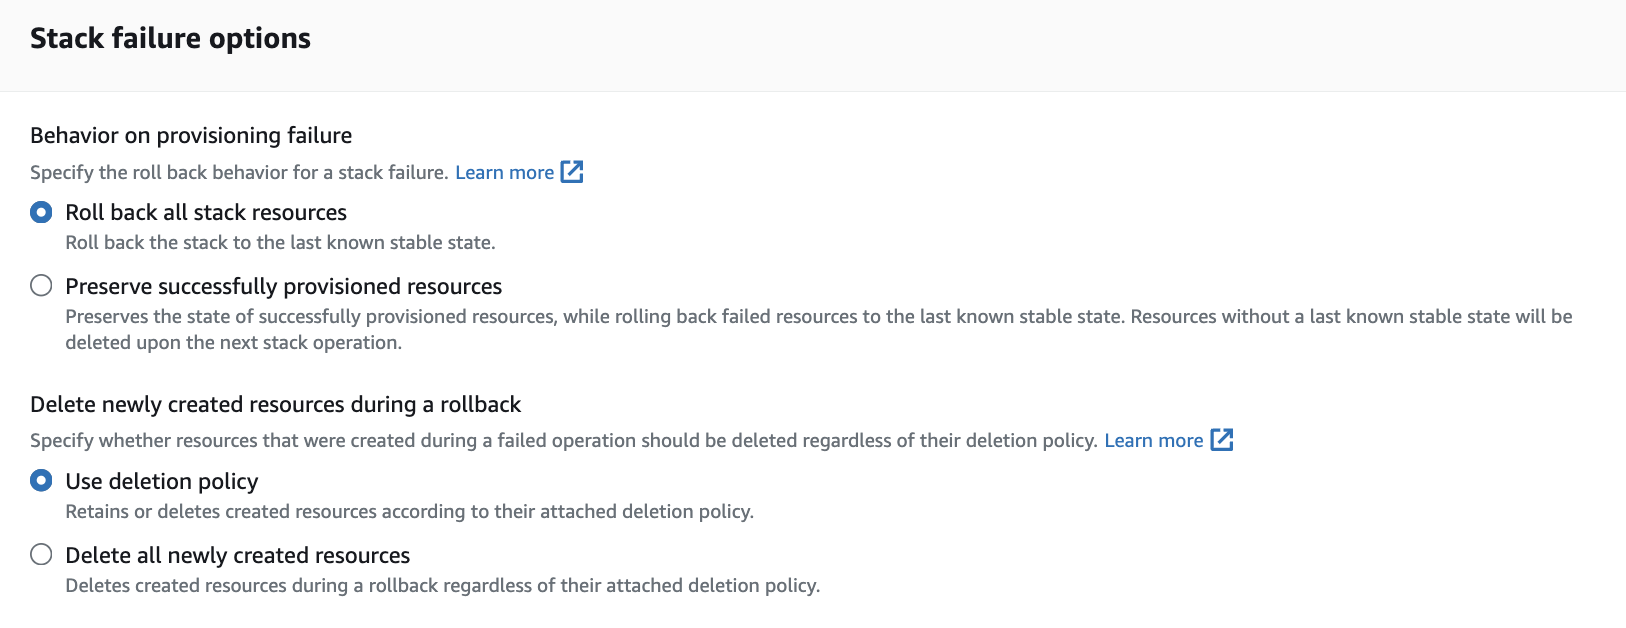 Stack failure options
Behavior on provisioning failure
Specify the roll back behavior for a stack failure. Learn more
Roll back all stack resources
Roll back the stack to the last known stable state.
Preserve successfully provisioned resources
Preserves the state of successfully provisioned resources, while rolling back failed resources to the last known stable state. Resources without a last known stable state will be
deleted upon the next stack operation.
Delete newly created resources during a rollback
Specify whether resources that were created during a failed operation should be deleted regardless of their deletion policy. Learn more
Use deletion policy
Retains or deletes created resources according to their attached deletion policy.
Delete all newly created resources
Deletes created resources during a rollback regardless of their attached deletion policy.